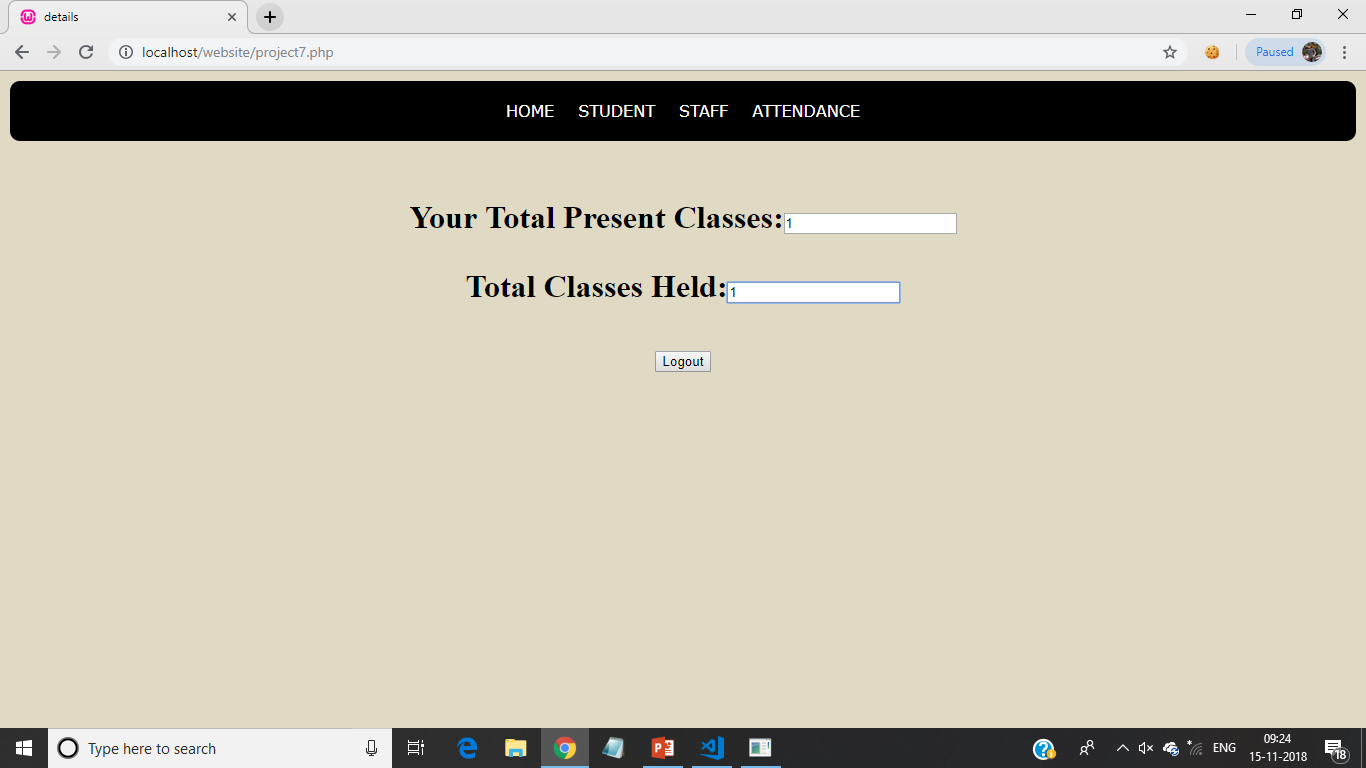 details
localhost/website/project7.php
Paused
HOME STUDENT STAFF ATTENDANCE
Your Total Present Classes:1
Total Classes Held:1
Logout
Type here to search
ENG
09:24
15-11-2018
18